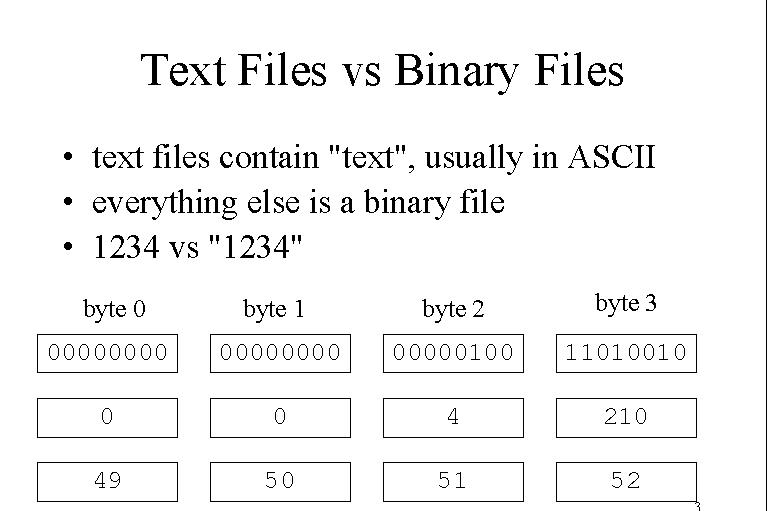 Text Files vs Binary Files
• text files contain "text", usually in ASCII
• everything else is a binary file
• 1234 vs "1234"
byte 0 byte 1 byte 2 byte 3
00000000 00000000 00000100 11010010
0 0 4 210
49 50 51 52
3